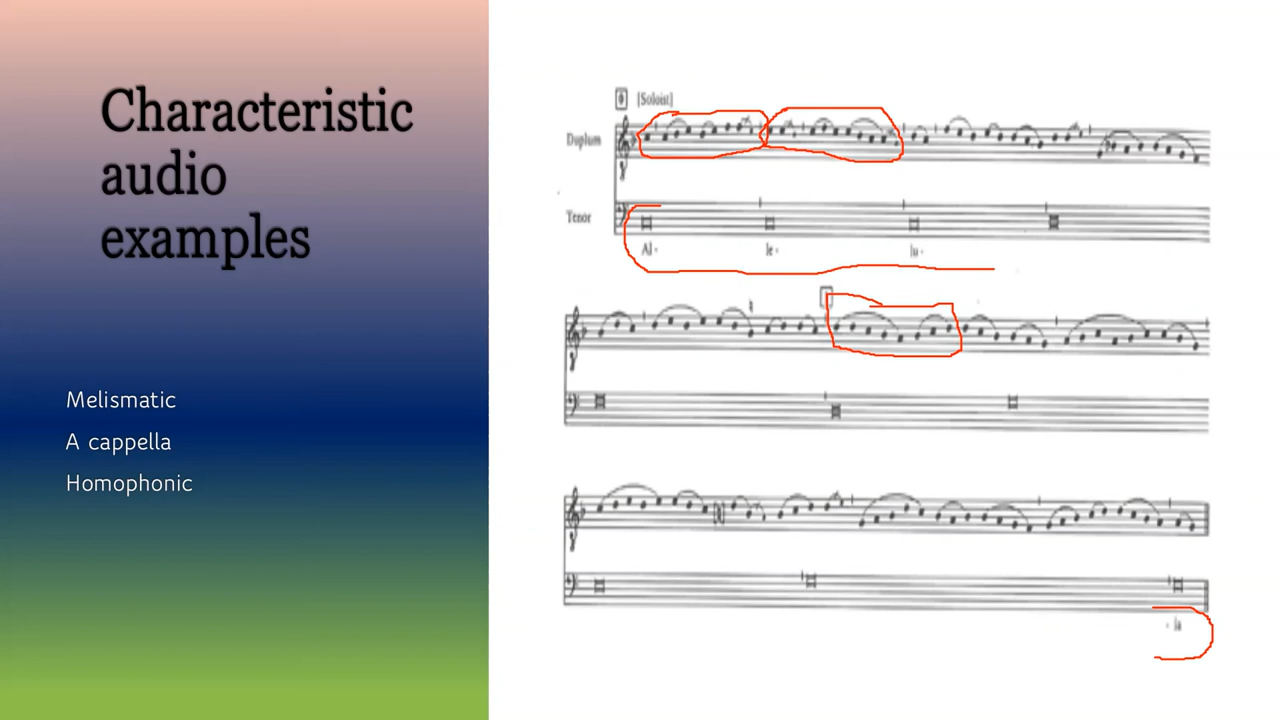 Characteristic
audio
examples
Melismatic
A cappella
Homophonic
[Soloist]
Duplum
Tenor
Al- le- lu-
- ia